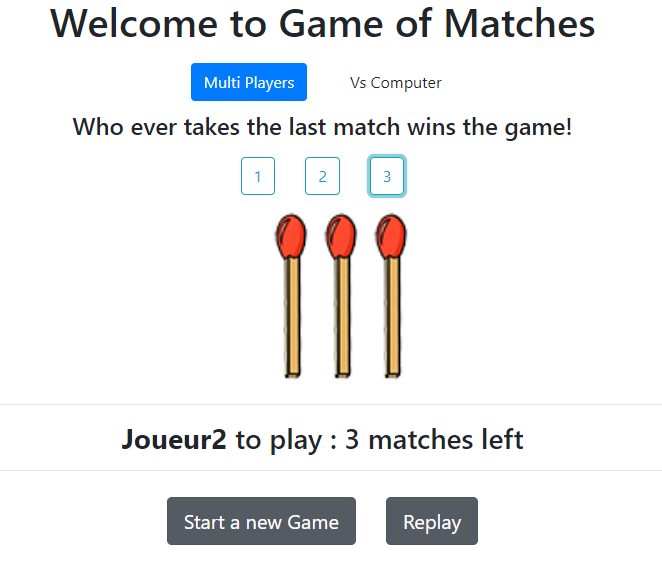 Welcome to Game of Matches
Multi Players Vs Computer
Who ever takes the last match wins the game!
1 2 3
Joueur2 to play : 3 matches left
Start a new Game Replay